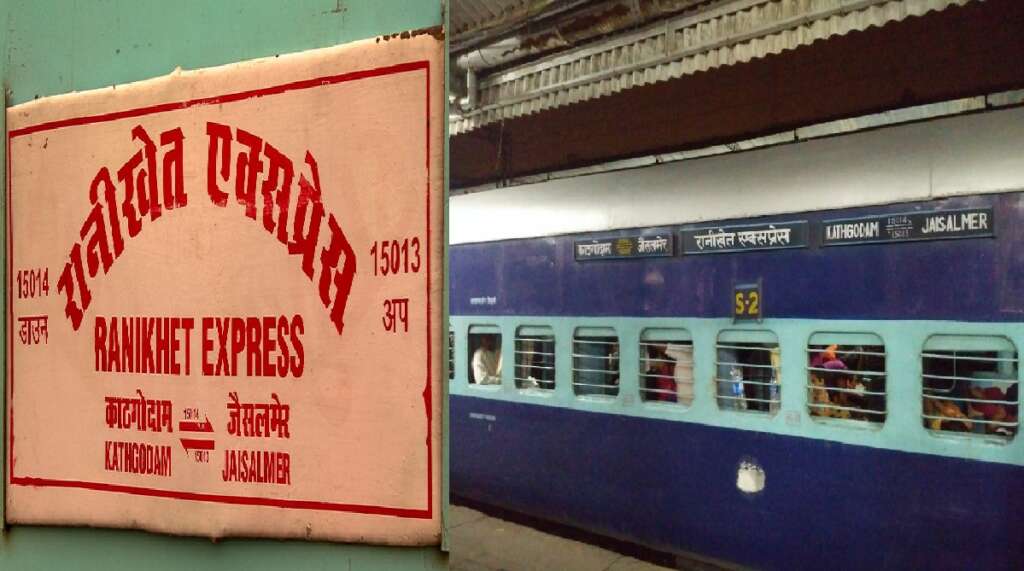 रानीखेत एक्सप्रेस
15014
डाउन
15013
अप
RANIKHET EXPRESS
काठगोदाम 15014 जैसलमेर
KATHGODAM 15013 JAISALMER
काठगोदाम जैसलमेर
रानीखेत एक्सप्रेस
KATHGODAM 15014 JAISALMER
15013
S-2